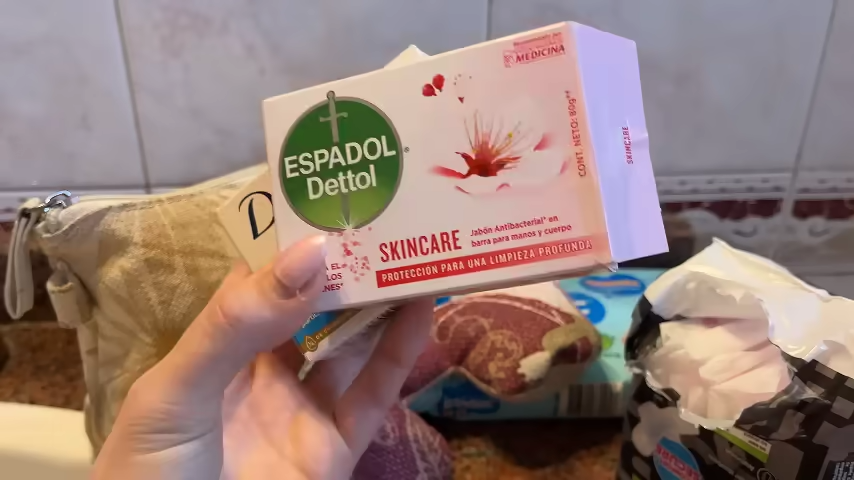 MEDICINA
ESPADOL
Dettol
CONT. NETO: 80g
SKINCARE
SKINCARE
Jabón Antibacterial* en
barra para manos y cuerpo
PROTECCIÓN PARA UNA LIMPIEZA PROFUNDA
D